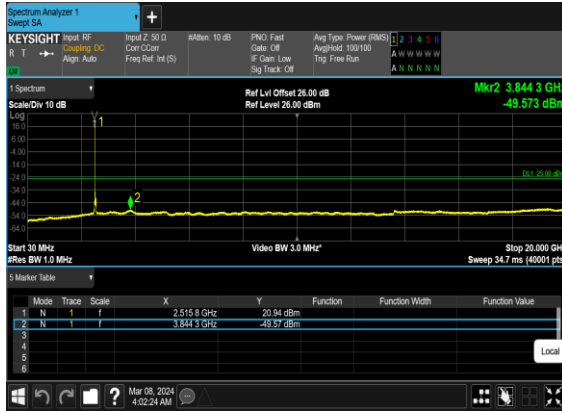 Spectrum Analyzer 1
Swept SA
+
KEYSIGHT Input: RF Input Z: 50 Ω #Atten: 10 dB PNO: Fast Avg Type: Power (RMS) 1 2 3 4 5 6
R T Coupling: DC Corr CCorr Gate: Off Avg|Hold: 100/100 A W W W W W
Align: Auto Freq Ref: Int (S) IF Gain: Low Trig: Free Run
LU Sig Track: Off A N N N N N
1 Spectrum Ref Lvl Offset 26.00 dB Mkr2 3.844 3 GHz
Scale/Div 10 dB Ref Level 26.00 dBm -49.573 dBm
Log
16.0
6.00
-4.00
-14.0
-24.0
-34.0
-44.0
-54.0
-64.0
1
2
DL1 -25.00 dBm
Start 30 MHz Video BW 3.0 MHz* Stop 20.000 GHz
#Res BW 1.0 MHz Sweep 34.7 ms (40001 pts)
5 Marker Table
Mode Trace Scale X Y Function Function Width Function Value
1 N 1 f 2.515 8 GHz 20.94 dBm
2 N 1 f 3.844 3 GHz -49.57 dBm
3
4
5
6
Local
? Mar 08, 2024
4:02:24 AM